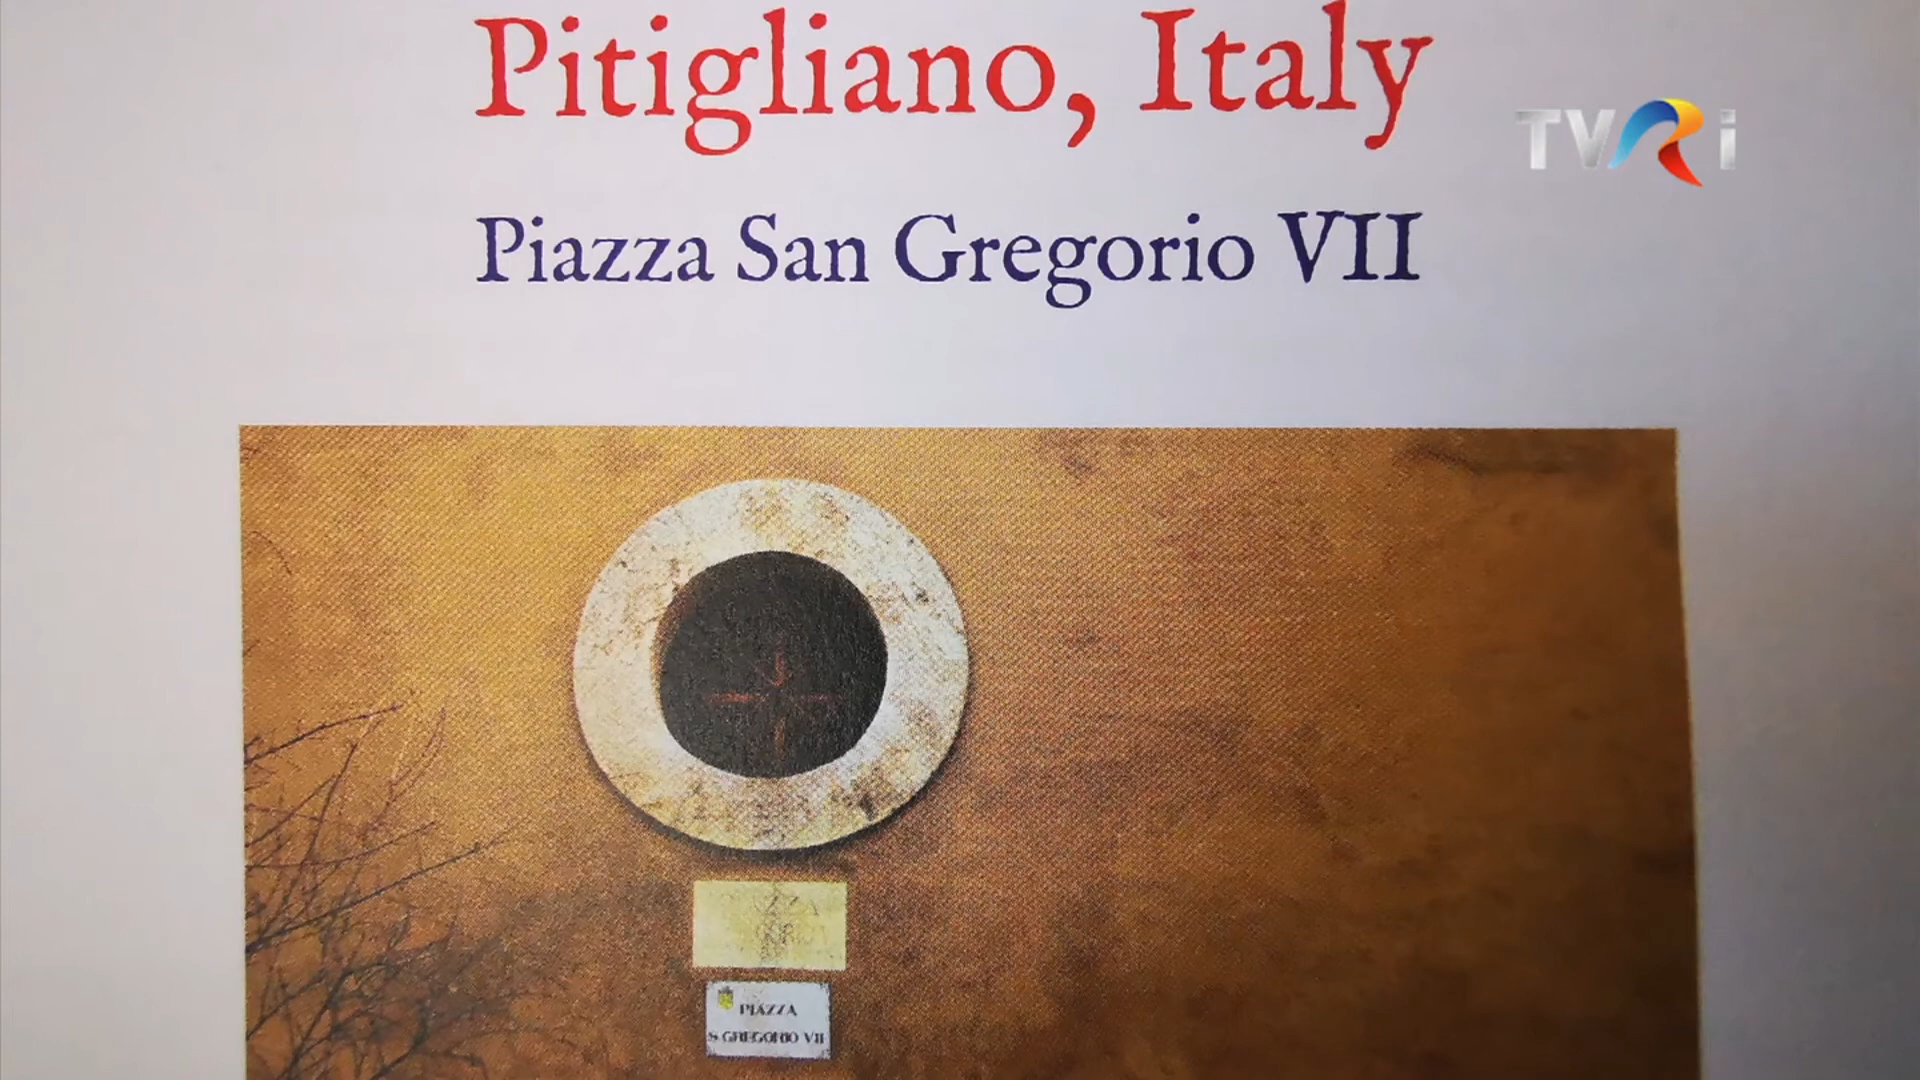 Pitigliano, Italy
TVR i
Piazza San Gregorio VII
PIAZZA
S GREGORIO VII